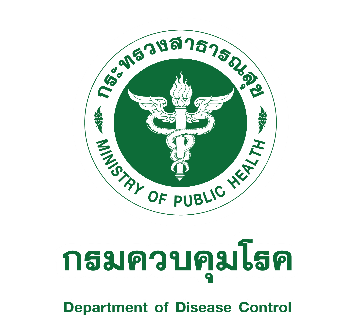 กระทรวงสาธารณสุข
MINISTRY OF PUBLIC HEALTH
กรมควบคุมโรค
Department of Disease Control